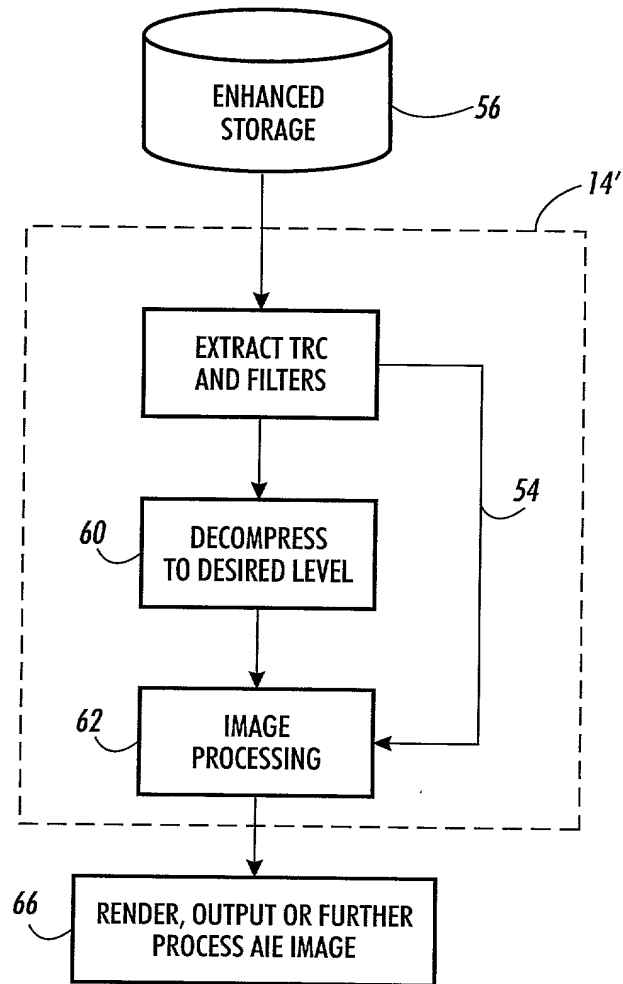 ENHANCED
STORAGE
56
14'
EXTRACT TRC
AND FILTERS
54
60
DECOMPRESS
TO DESIRED LEVEL
62
IMAGE
PROCESSING
66
RENDER, OUTPUT OR FURTHER
PROCESS AIE IMAGE